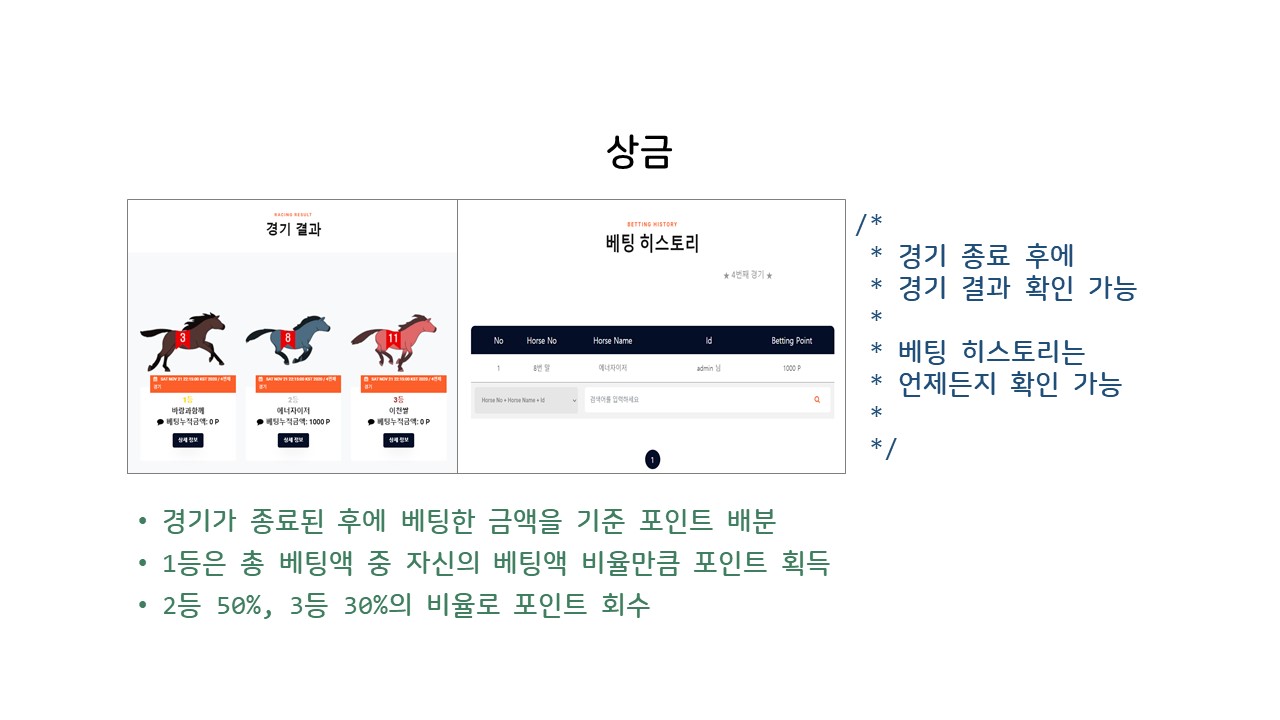 상금
RACING RESULT
경기 결과
3
8
11
SAT NOV 21 22:15:00 KST 2020 / 4번째
경기
1등
바람과함께
베팅누적금액: 0 P
상세 정보
SAT NOV 21 22:15:00 KST 2020 / 4번째
경기
2등
에너자이저
베팅누적금액: 1000 P
상세 정보
SAT NOV 21 22:15:00 KST 2020 / 4번째
경기
3등
이천쌀
베팅누적금액: 0 P
상세 정보
BETTING HISTORY
베팅 히스토리
★ 4번째 경기 ★
No Horse No Horse Name Id Betting Point
1 8번 말 에너자이저 admin 님 1000 P
Horse No + Horse Name + Id 검색어를 입력하세요
1
/*
* 경기 종료 후에
* 경기 결과 확인 가능
*
* 베팅 히스토리는
* 언제든지 확인 가능
*
*/
• 경기가 종료된 후에 베팅한 금액을 기준 포인트 배분
• 1등은 총 베팅액 중 자신의 베팅액 비율만큼 포인트 획득
• 2등 50%, 3등 30%의 비율로 포인트 회수